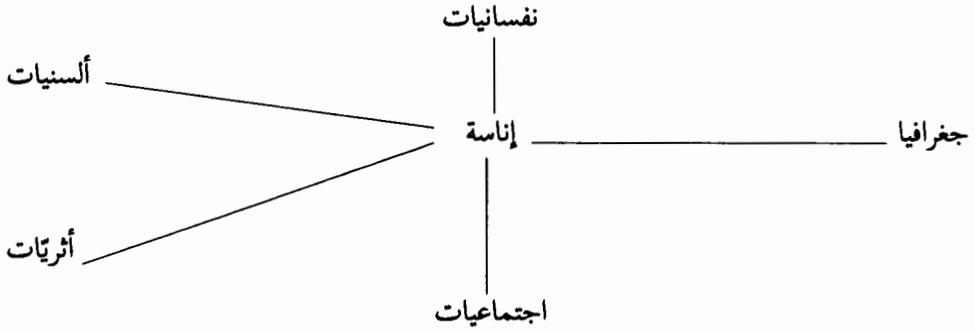 نفسانيات
ألسنيات
إناسة
جغرافيا
أثريّات
اجتماعيات